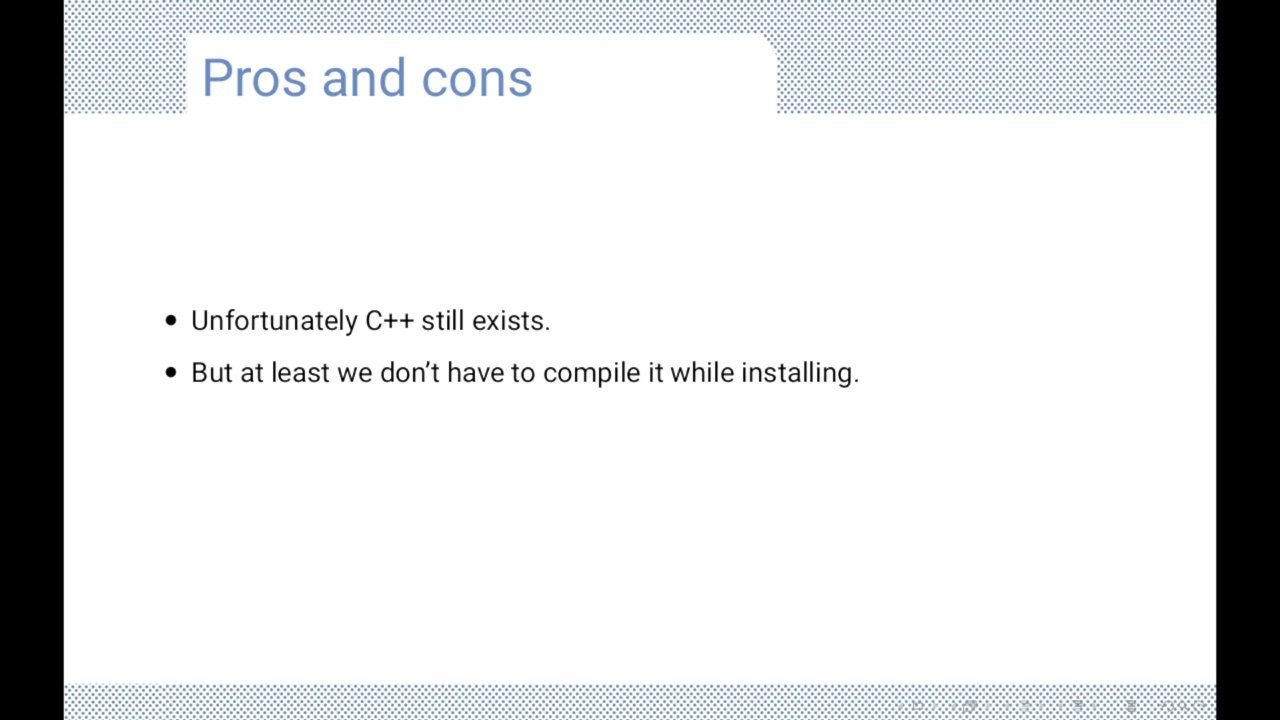 Pros and cons
• Unfortunately C++ still exists.
• But at least we don’t have to compile it while installing.